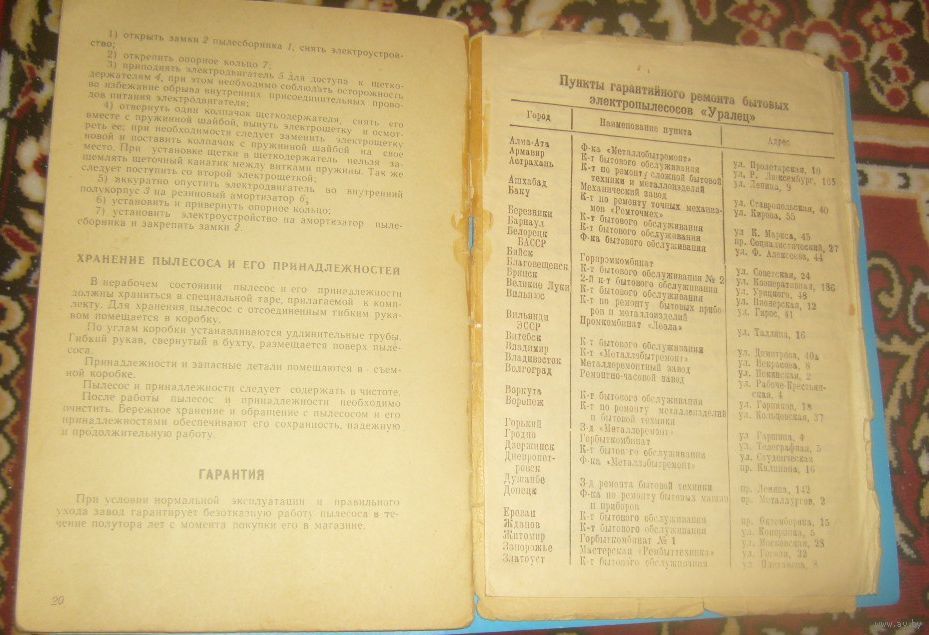 1) открыть замки 2 пылесборника 1, снять электроустрой-
ство;
2) открепить опорное кольцо 7;
3) приподнять электродвигатель 5 для доступа к щетко-
держателям 4, при этом необходимо соблюдать осторожность
во избежание обрыва внутренних присоединительных прово-
дов питания электродвигателя;
4) отвернуть один колпачок щеткодержателя, снять его
вместе с пружинной шайбой, вынуть электрощетку и осмот-
реть ее; при необходимости следует заменить электрощетку
новой и поставить колпачок с пружинной шайбой на свое
место. При установке щетки в щеткодержатель нельзя за-
щемлять щеточный канатик между витками пружины. Так же
следует поступить со второй электрощеткой;
5) аккуратно опустить электродвигатель во внутренний
полукорпус 3 на резиновый амортизатор 6;
6) установить и привернуть опорное кольцо;
7) установить электроустройство на амортизатор пыле-
сборника и закрепить замки 2.
ХРАНЕНИЕ ПЫЛЕСОСА И ЕГО ПРИНАДЛЕЖНОСТЕЙ
В нерабочем состоянии пылесос и его принадлежности
должны храниться в специальной таре, прилагаемой к комп-
лекту. Для хранения пылесос с отсоединенным гибким рука-
вом помещается в коробку.
По углам коробки устанавливаются удлинительные трубы.
Гибкий рукав, свернутый в бухту, размещается поверх пыле-
соса.
Принадлежности и запасные детали помещаются в съем-
ной коробке.
Пылесос и принадлежности следует содержать в чистоте.
После работы пылесос и принадлежности необходимо
очистить. Бережное хранение и обращение с пылесосом и его
принадлежностями обеспечивают его сохранность, надежную
и продолжительную работу.
ГАРАНТИЯ
При условии нормальной эксплуатации и правильного
ухода завод гарантирует безотказную работу пылесоса в те-
чение полутора лет с момента покупки его в магазине.
20
Пункты гарантийного ремонта бытовых
электропылесосов «Уралец»
Город Наименование пункта Адрес
Алма-Ата Ф-ка «Металлобытремонт» ул. Пролетарская, 10
Армавир К-т бытового обслуживания ул. Р. Люксембург, 165
Астрахань К-т по ремонту сложной бытовой ул. Ленина, 9
техники и металлоизделий
Ашхабад Механический завод ул. Ставропольская, 40
Баку К-т по ремонту точных механиз- ул. Кирова, 55
мов «Ремточмех»
Березники К-т бытового обслуживания ул К. Маркса, 45
Барнаул К-т бытового обслуживания пр. Социалистический, 27
Белорецк Ф-ка бытового обслуживания ул. Ф. Алексеева, 44
БАССР
Бийск Горпромкомбинат ул. Советская, 24
Благовещенск К-т бытового обслуживания № 2 ул. Кооперативная, 136
Брянск 2-й к-т бытового обслуживания ул. Урицкого, 48
Великие Луки К-т бытового обслуживания ул. Пионерская, 12
Вильнюс К-т по ремонту бытовых прибо- ул. Гирос, 41
ров и металлоизделий
Вильянди Промкомбинат «Леола» ул. Таллина, 16
ЭССР
Витебск К-т бытового обслуживания ул. Димитрова, 40а
Владимир К-т «Металлбытремонт» ул. Некрасова, 8
Владивосток Металлоремонтный завод ул. Пекинская, 2
Волгоград Ремонтно-часовой завод ул. Рабоче-Крестьян-
ская, 4
Воркута К-т бытового обслуживания ул. Горняков,
Воронеж К-т по ремонту металлоизделий ул. Кольцовская, 37
и бытовой техники
Горький З-д «Металлоремонт» ул Гаршина, 4
Гродно Горбыткомбинат ул. Телеграфная, 5
Дзержинск К-т бытового обслуживания ул. Студенческая
Днепропет- Ф-ка «Металлобытремонт» пр. Калинина, 16
ровск
Душанбе З-д ремонта бытовой техники пр. Ленина, 142
Донецк Ф-ка по ремонту бытовых машин пр. Металлургов, 2
и приборов
Ереван К-т бытового обслуживания пр. Октемберяна, 15
Жданов К-т бытового обслуживания ул. 5
Житомир Горбыткомбинат № 1 ул. Московская, 28
Запорожье Мастерская «Рембыттехника» ул. Гоголя, 32
Златоуст К-т бытового обслуживания ул. 8
www.ay.by